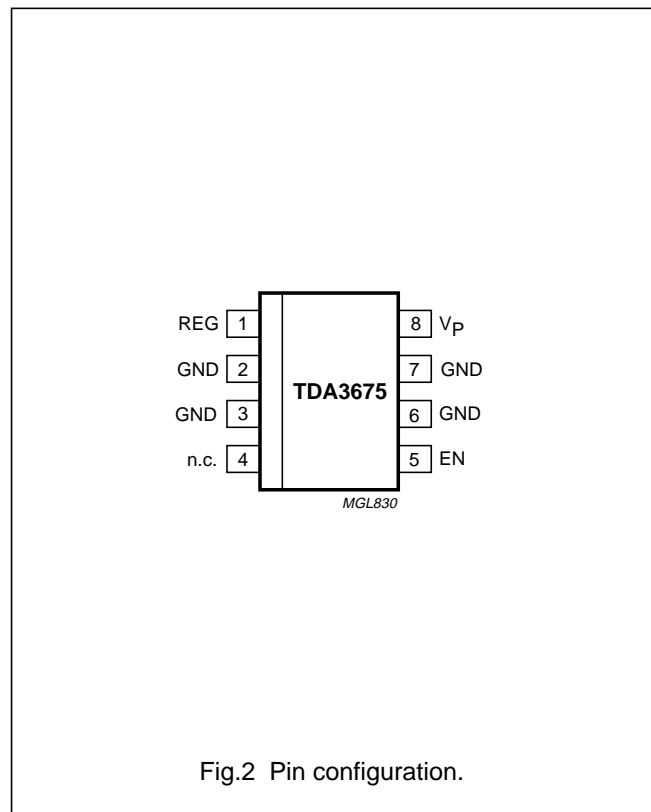 REG 1 8 VP
GND 2 7 GND
TDA3675
GND 3 6 GND
n.c. 4 5 EN
MGL830
Fig.2 Pin configuration.